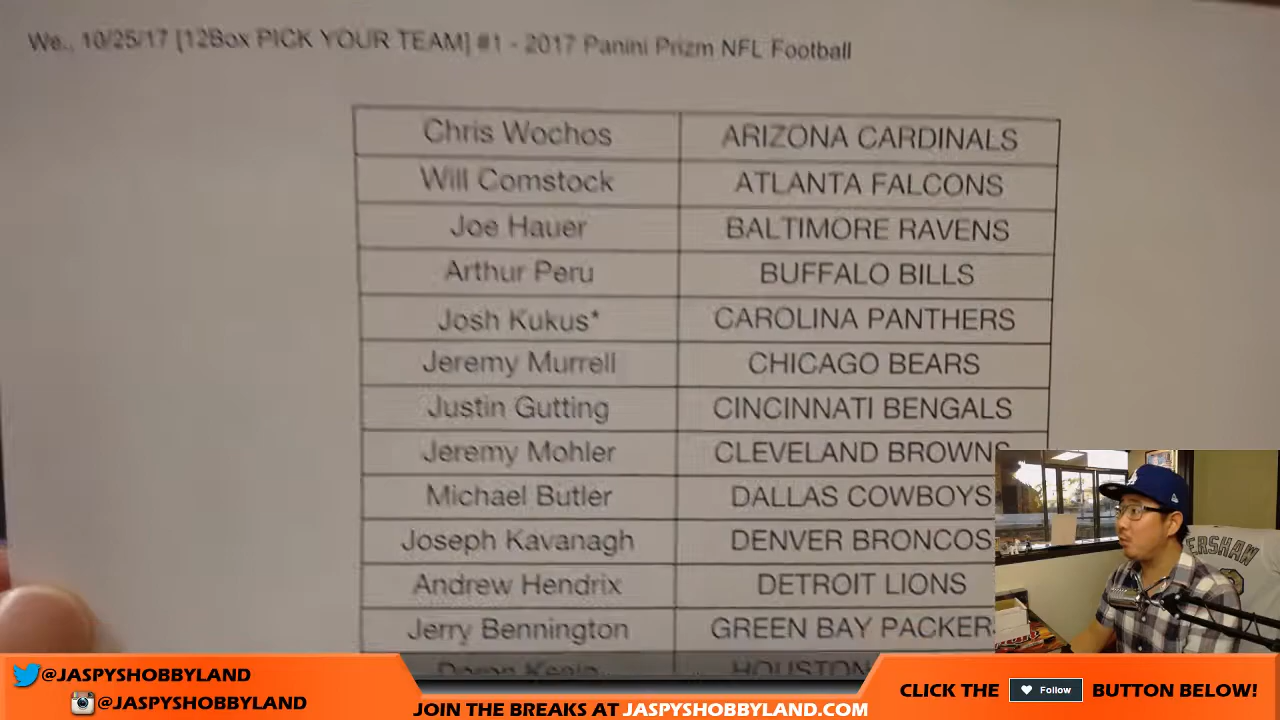 We., 10/25/17 [12Box PICK YOUR TEAM] #1 - 2017 Panini Prizm NFL Football
Chris Wochos ARIZONA CARDINALS
Will Comstock ATLANTA FALCONS
Joe Hauer BALTIMORE RAVENS
Arthur Peru BUFFALO BILLS
Josh Kukus* CAROLINA PANTHERS
Jeremy Murrell CHICAGO BEARS
Justin Gutting CINCINNATI BENGALS
Jeremy Mohler CLEVELAND BROWNS
Michael Butler DALLAS COWBOYS
Joseph Kavanagh DENVER BRONCOS
Andrew Hendrix DETROIT LIONS
Jerry Bennington GREEN BAY PACKER
HOUSTON
ERSHAW
@JASPYSHOBBYLAND
@JASPYSHOBBYLAND
JOIN THE BREAKS AT JASPYSHOBBYLAND.COM
CLICK THE Follow BUTTON BELOW!